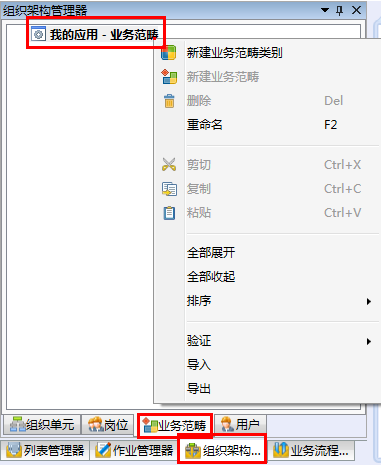 组织架构管理器
我的应用 - 业务范畴
新建业务范畴类别
新建业务范畴
删除 Del
重命名 F2
剪切 Ctrl+X
复制 Ctrl+C
粘贴 Ctrl+V
全部展开
全部收起
排序
验证
导入
导出
组织单元 岗位 业务范畴 用户
列表管理器 作业管理器 组织架构... 业务流程...